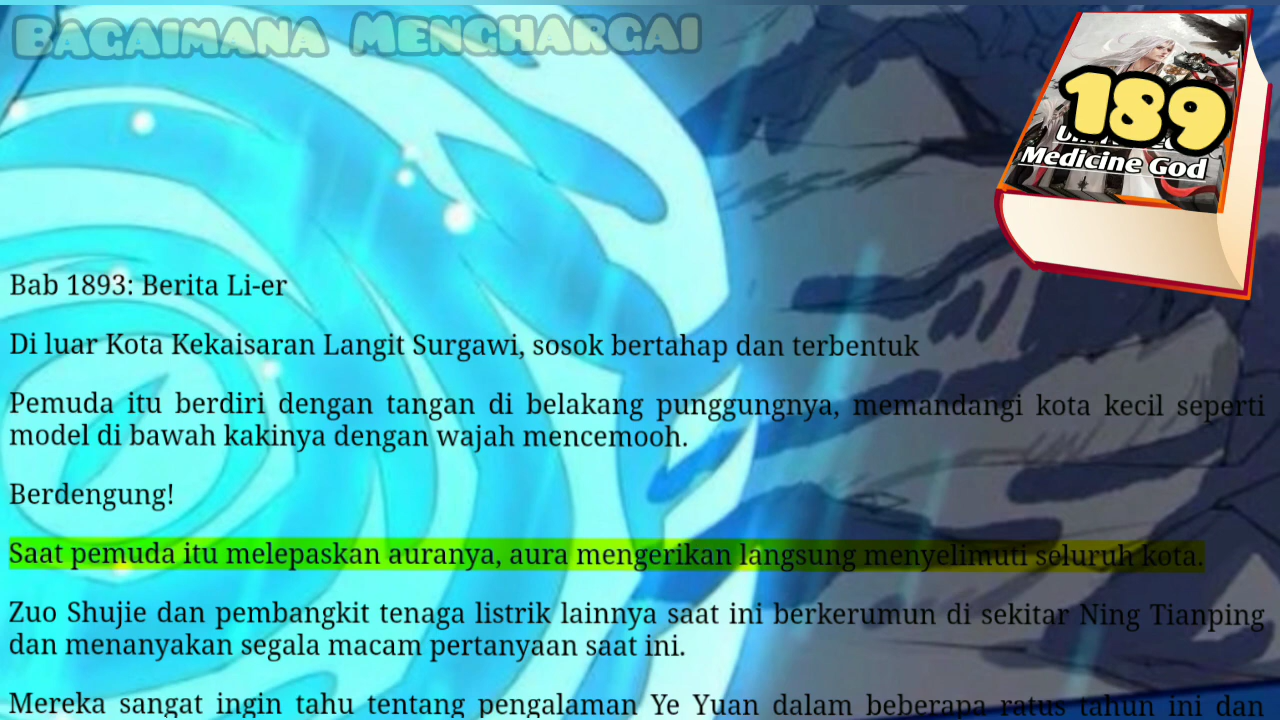 Bagaimana Menghargai
189
Medicine God
Bab 1893: Berita Li-er
Di luar Kota Kekaisaran Langit Surgawi, sosok bertahap dan terbentuk
Pemuda itu berdiri dengan tangan di belakang punggungnya, memandangi kota kecil seperti
model di bawah kakinya dengan wajah mencemooh.
Berdengung!
Saat pemuda itu melepaskan auranya, aura mengerikan langsung menyelimuti seluruh kota.
Zuo Shujie dan pembangkit tenaga listrik lainnya saat ini berkerumun di sekitar Ning Tianping
dan menanyakan segala macam pertanyaan saat ini.
Mereka sangat ingin tahu tentang pengalaman Ye Yuan dalam beberapa ratus tahun ini dan